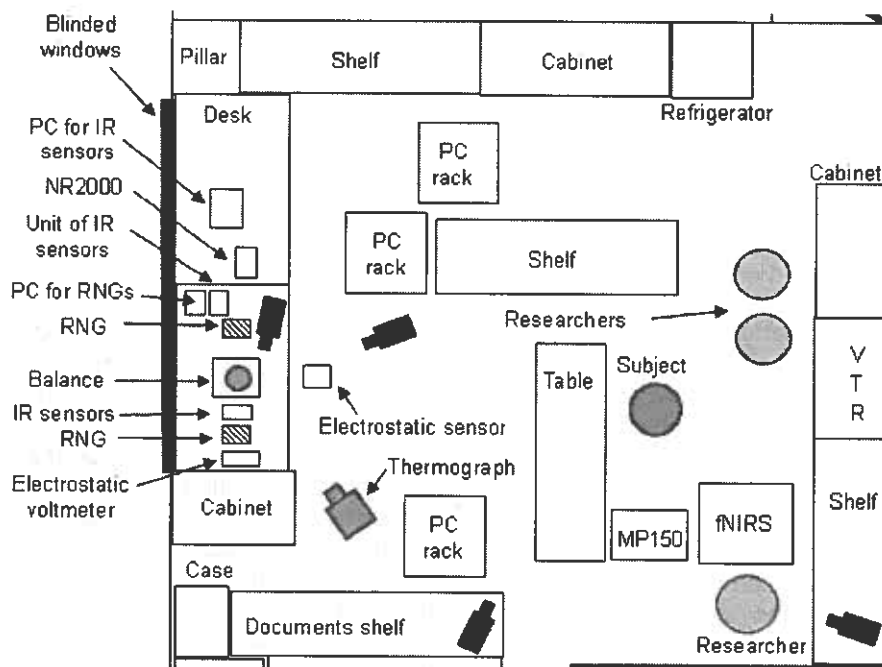 Blinded
windows
Pillar
Shelf
Cabinet
Refrigerator
Desk
PC for IR
sensors
NR2000
Unit of IR
sensors
PC for RNGs
RNG
Balance
IR sensors
RNG
Electrostatic
voltmeter
PC
rack
PC
rack
Shelf
Cabinet
Researchers
Electrostatic sensor
Thermograph
Table
Subject
V
T
R
Cabinet
PC
rack
MP150
fNIRS
Shelf
Case
Documents shelf
Researcher